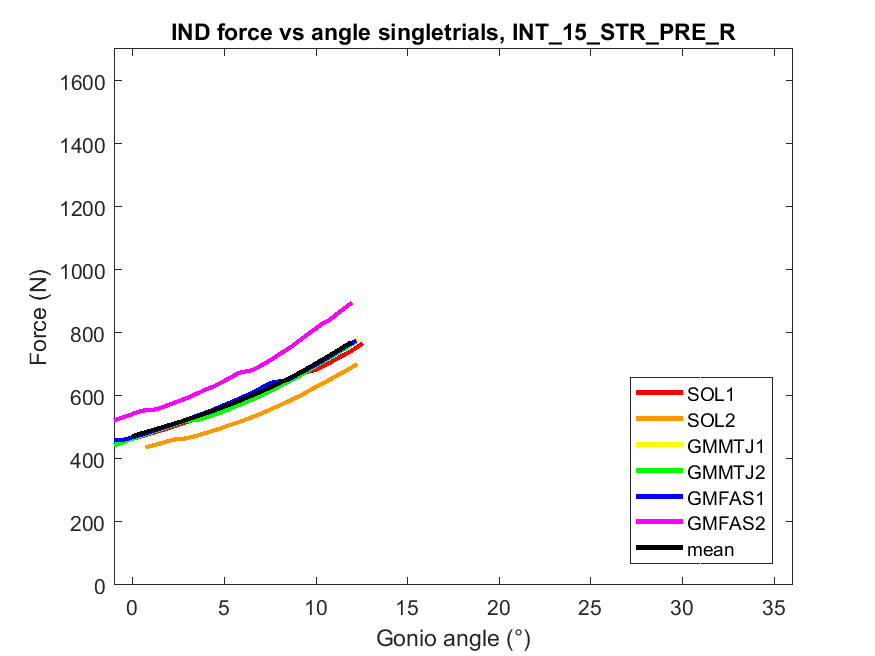 IND force vs angle singletrials, INT_15_STR_PRE_R
1600
1400
1200
1000
800
600
400
200
0
Force (N)
0 5 10 15 20 25 30 35
Gonio angle (°)
SOL1
SOL2
GMMTJ1
GMMTJ2
GMFAS1
GMFAS2
mean